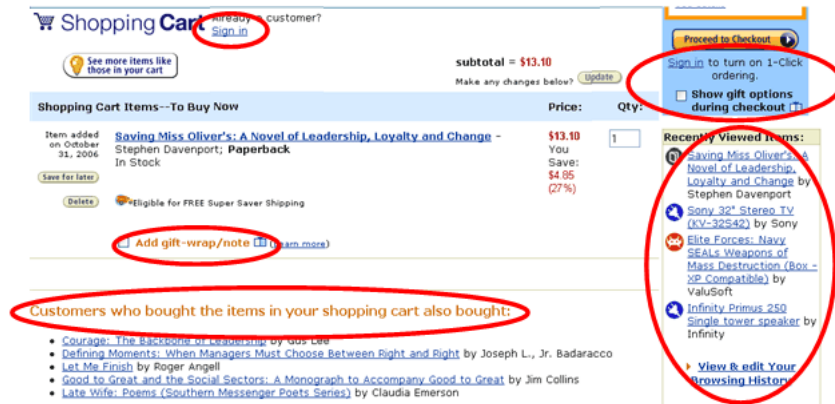 Shopping Cart Already a customer?
Sign in
See more items like
those in your cart
subtotal = $13.10
Make any changes below? Update
Shopping Cart Items--To Buy Now
Price:
Qty:
Item added
on October
31, 2006
Save for later
Delete
Saving Miss Oliver's: A Novel of Leadership, Loyalty and Change -
Stephen Davenport; Paperback
In Stock
Eligible for FREE Super Saver Shipping
Add gift-wrap/note (Learn more)
$13.10
You
Save:
$4.85
(27%)
1
Customers who bought the items in your shopping cart also bought:
Courage: The Backbone of Leadership by Gus Lee
Defining Moments: When Managers Must Choose Between Right and Right by Joseph L., Jr. Badaracco
Let Me Finish by Roger Angell
Good to Great and the Social Sectors: A Monograph to Accompany Good to Great by Jim Collins
Late Wife: Poems (Southern Messenger Poets Series) by Claudia Emerson
Proceed to Checkout
Sign in to turn on 1-Click
ordering.
Show gift options
during checkout
Recently Viewed Items:
Saving Miss Oliver's: A
Novel of Leadership,
Loyalty and Change by
Stephen Davenport
Sony 32" Stereo TV
(KV-32S42) by Sony
Elite Forces: Navy
SEALs Weapons of
Mass Destruction (Box -
XP Compatible) by
ValuSoft
Infinity Primus 250
Single tower speaker by
Infinity
View & edit Your
Browsing History